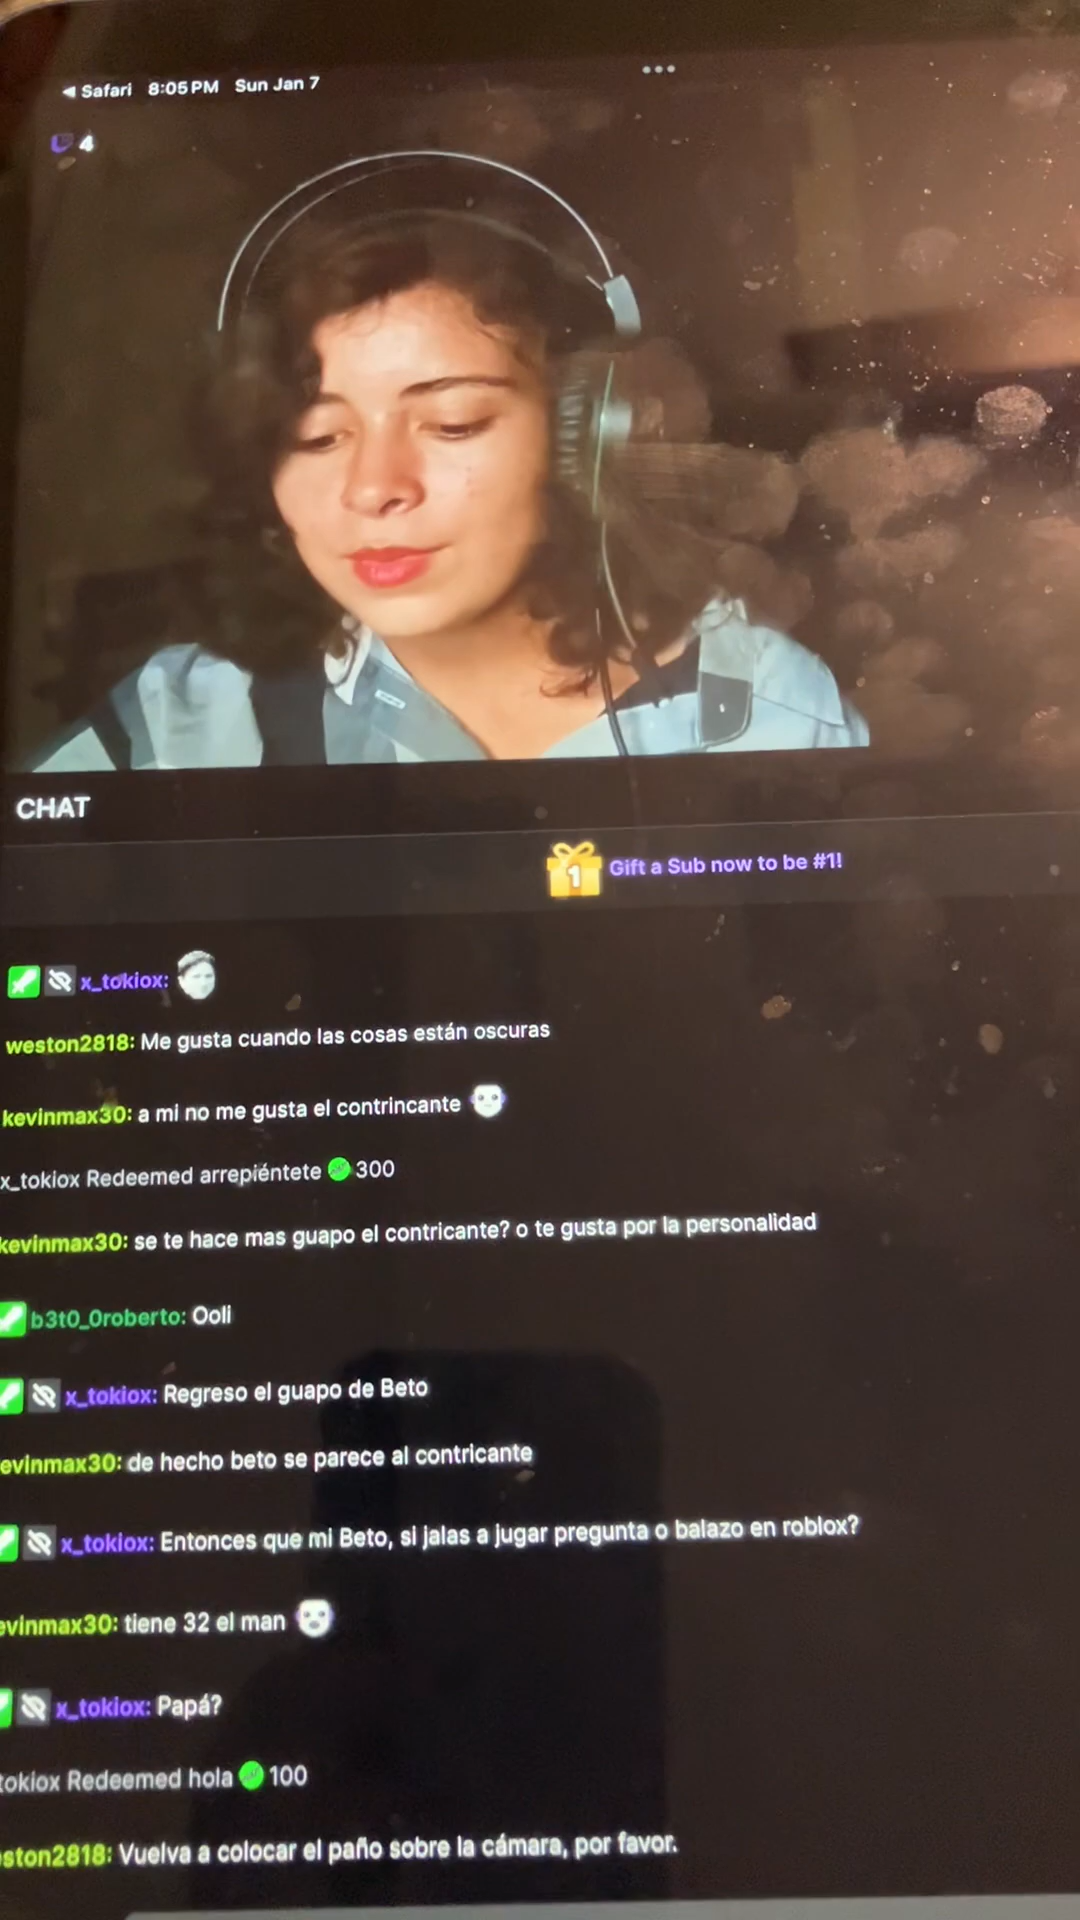 ◀ Safari 8:05 PM Sun Jan 7
4
CHAT
1 Gift a Sub now to be #1!
x_tokiox:
weston2818: Me gusta cuando las cosas están oscuras
kevinmax30: a mi no me gusta el contrincante
x_tokiox Redeemed arrepiéntete 300
kevinmax30: se te hace mas guapo el contricante? o te gusta por la personalidad
b3t0_0roberto: Ooli
x_tokiox: Regreso el guapo de Beto
evinmax30: de hecho beto se parece al contricante
x_tokiox: Entonces que mi Beto, si jalas a jugar pregunta o balazo en roblox?
evinmax30: tiene 32 el man
x_tokiox: Papá?
tokiox Redeemed hola 100
ston2818: Vuelva a colocar el paño sobre la cámara, por favor.